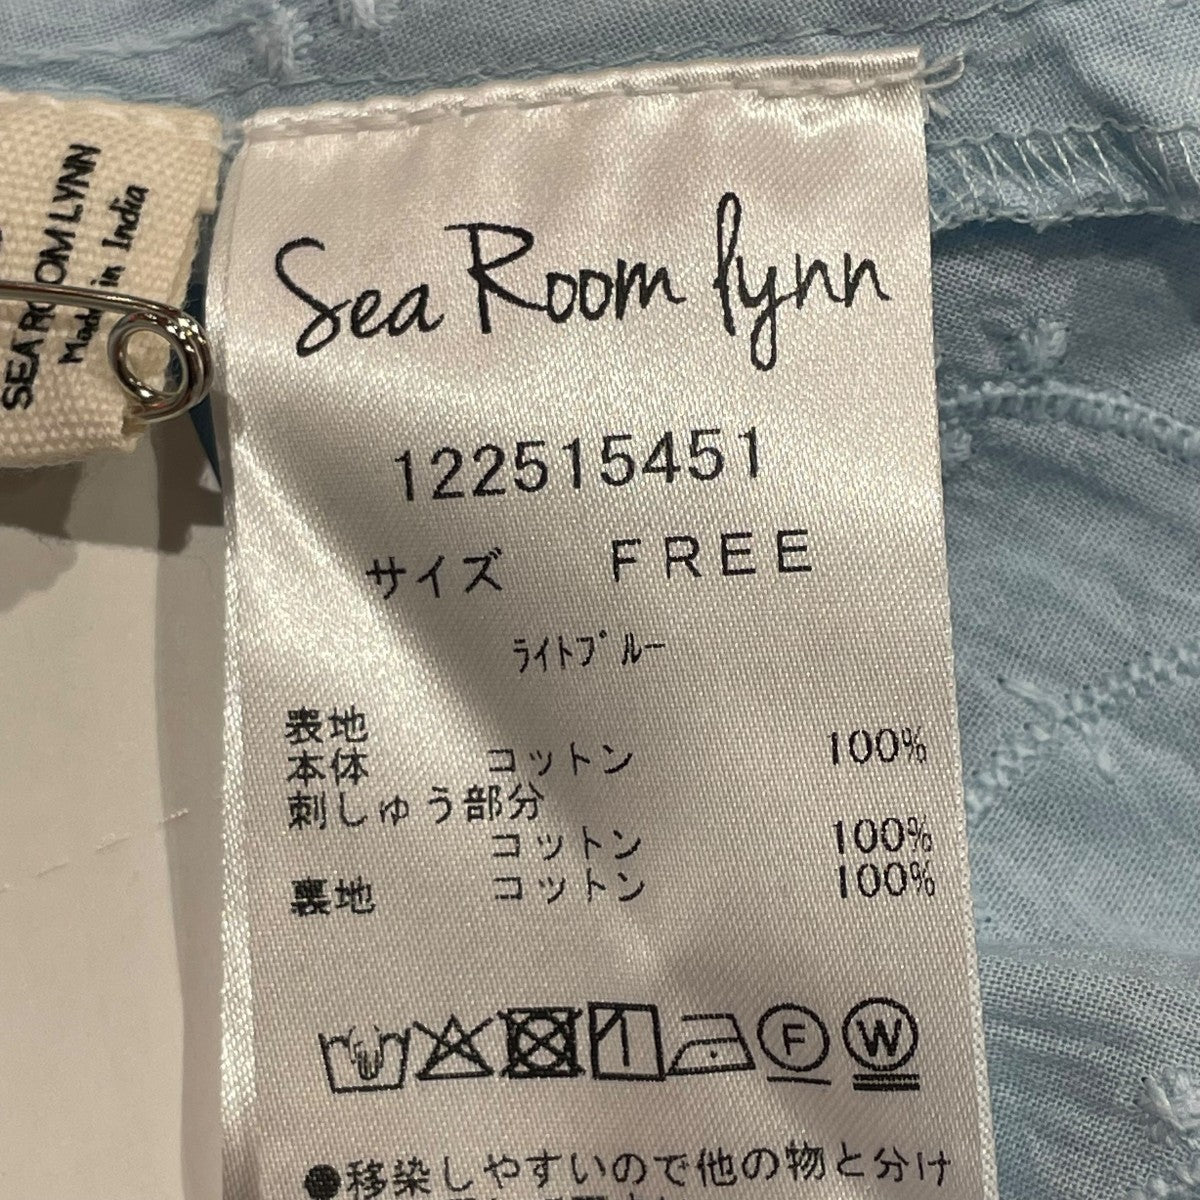 SEA ROOM LYNN
Made in India
Sea Room lynn
122515451
サイズ FREE
ﾗｲﾄﾌﾞﾙｰ
表地
本体 コットン 100%
刺しゅう部分
コットン 100%
裏地 コットン 100%
F W
●移染しやすいので他の物と分け